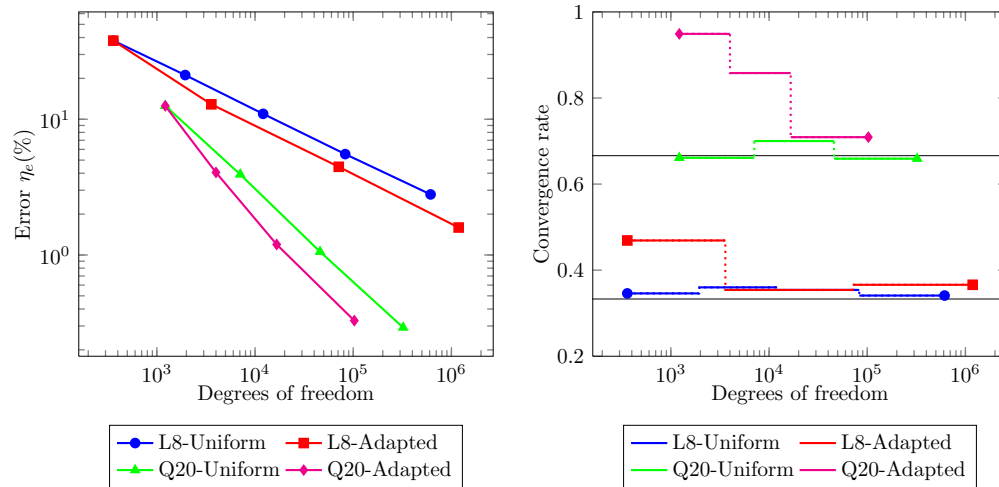 Error ηe(%)
10^1
10^0
10^3
10^4
10^5
10^6
Degrees of freedom
L8-Uniform
L8-Adapted
Q20-Uniform
Q20-Adapted
Convergence rate
1
0.8
0.6
0.4
0.2
10^3
10^4
10^5
10^6
Degrees of freedom
L8-Uniform
L8-Adapted
Q20-Uniform
Q20-Adapted